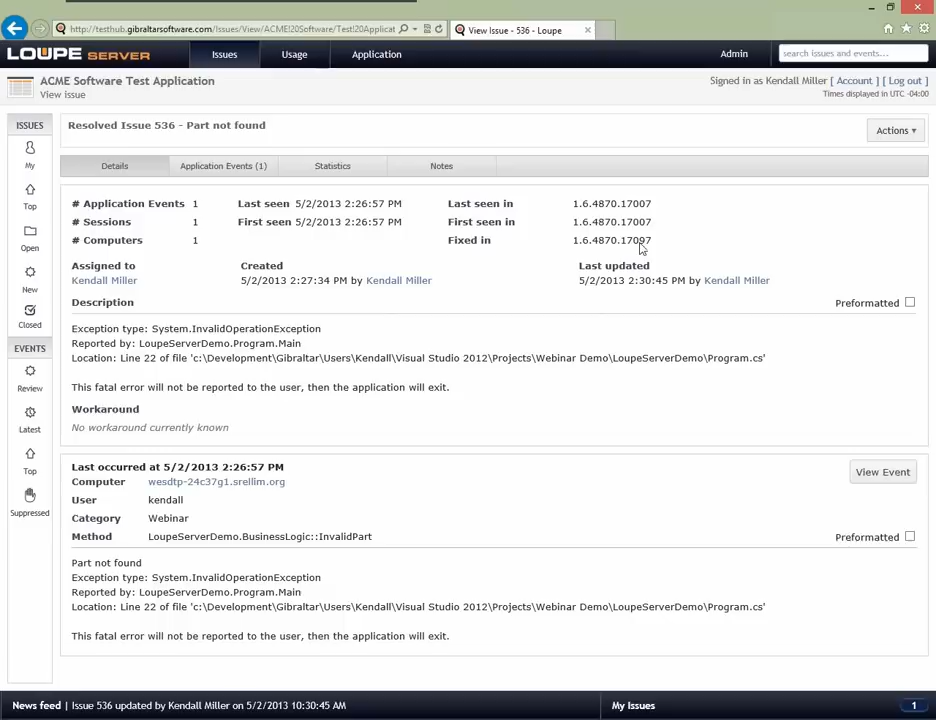 http://testhub.gibraltarsoftware.com/Issues/View/ACME!20Software/Test!20Applicat
View Issue - 536 - Loupe
LOUPE SERVER
Issues
Usage
Application
Admin
search issues and events...
ACME Software Test Application
View issue
Signed in as Kendall Miller [ Account ] [ Log out ]
Times displayed in UTC -04:00
ISSUES
My
Top
Open
New
Closed
EVENTS
Review
Latest
Top
Suppressed
Resolved Issue 536 - Part not found
Actions
Details
Application Events (1)
Statistics
Notes
# Application Events 1 Last seen 5/2/2013 2:26:57 PM Last seen in 1.6.4870.17007
# Sessions 1 First seen 5/2/2013 2:26:57 PM First seen in 1.6.4870.17007
# Computers 1 Fixed in 1.6.4870.17097
Assigned to Created Last updated
Kendall Miller 5/2/2013 2:27:34 PM by Kendall Miller 5/2/2013 2:30:45 PM by Kendall Miller
Description
Preformatted
Exception type: System.InvalidOperationException
Reported by: LoupeServerDemo.Program.Main
Location: Line 22 of file 'c:\Development\Gibraltar\Users\Kendall\Visual Studio 2012\Projects\Webinar Demo\LoupeServerDemo\Program.cs'
This fatal error will not be reported to the user, then the application will exit.
Workaround
No workaround currently known
Last occurred at 5/2/2013 2:26:57 PM
View Event
Computer wesdtp-24c37g1.srellim.org
User kendall
Category Webinar
Method LoupeServerDemo.BusinessLogic::InvalidPart
Preformatted
Part not found
Exception type: System.InvalidOperationException
Reported by: LoupeServerDemo.Program.Main
Location: Line 22 of file 'c:\Development\Gibraltar\Users\Kendall\Visual Studio 2012\Projects\Webinar Demo\LoupeServerDemo\Program.cs'
This fatal error will not be reported to the user, then the application will exit.
News feed | Issue 536 updated by Kendall Miller on 5/2/2013 10:30:45 AM
My Issues
1